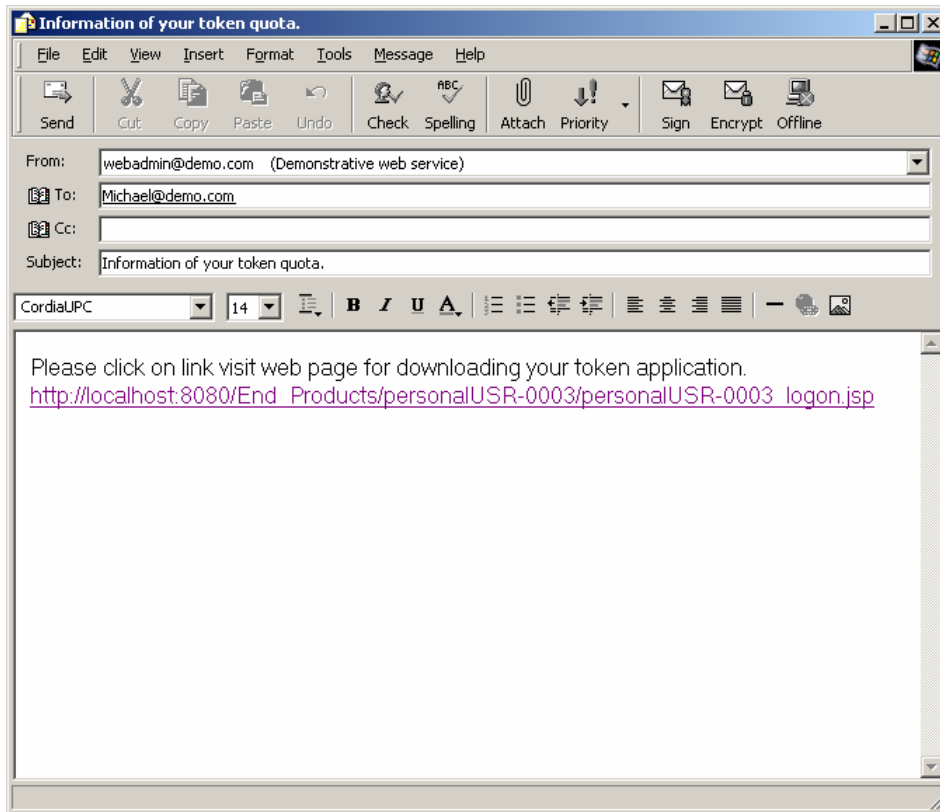 Information of your token quota.
File Edit View Insert Format Tools Message Help
ABC
Send Cut Copy Paste Undo Check Spelling Attach Priority Sign Encrypt Offline
From: webadmin@demo.com (Demonstrative web service)
To: Michael@demo.com
Cc:
Subject: Information of your token quota.
CordiaUPC 14 B I U A
Please click on link visit web page for downloading your token application.
http://localhost:8080/End_Products/personalUSR-0003/personalUSR-0003_logon.jsp